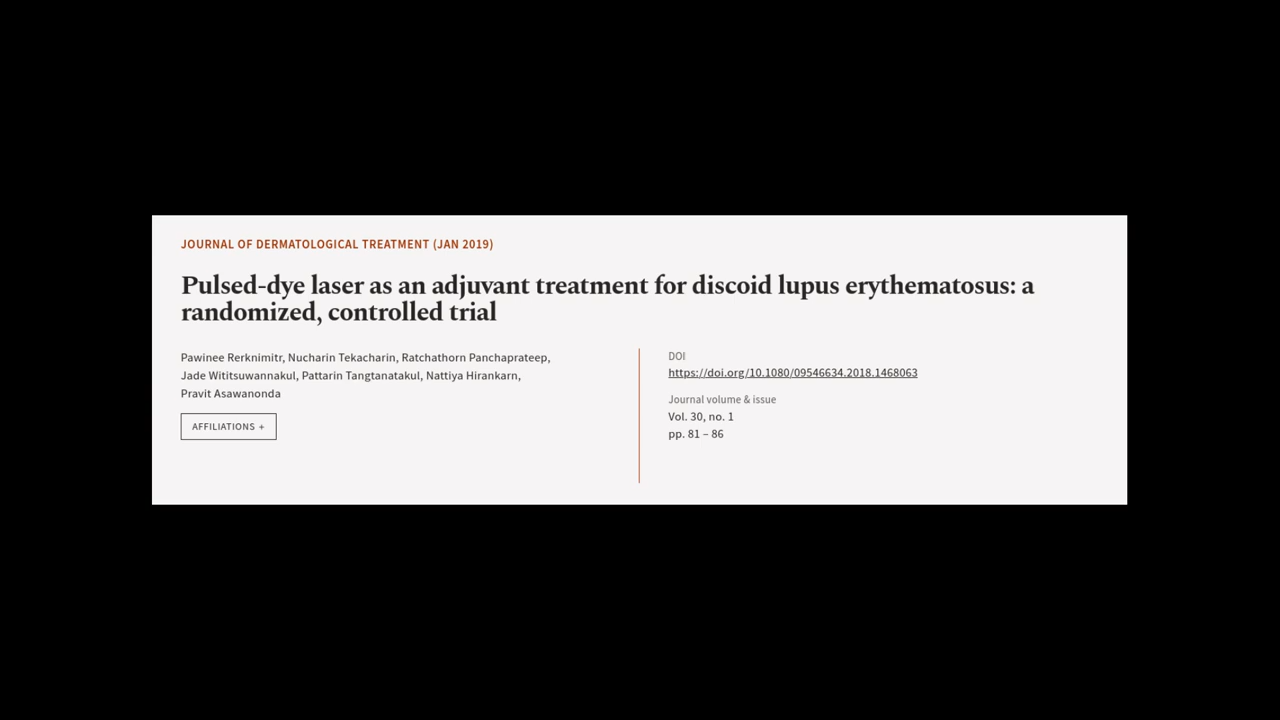 JOURNAL OF DERMATOLOGICAL TREATMENT (JAN 2019)
Pulsed-dye laser as an adjuvant treatment for discoid lupus erythematosus: a
randomized, controlled trial
Pawinee Rerknimitr, Nucharin Tekacharin, Ratchathorn Panchaprateep,
Jade Wititsuwannakul, Pattarin Tangtanatakul, Nattiya Hirankarn,
Pravit Asawanonda
AFFILIATIONS +
DOI
https://doi.org/10.1080/09546634.2018.1468063
Journal volume & issue
Vol. 30, no. 1
pp. 81 – 86